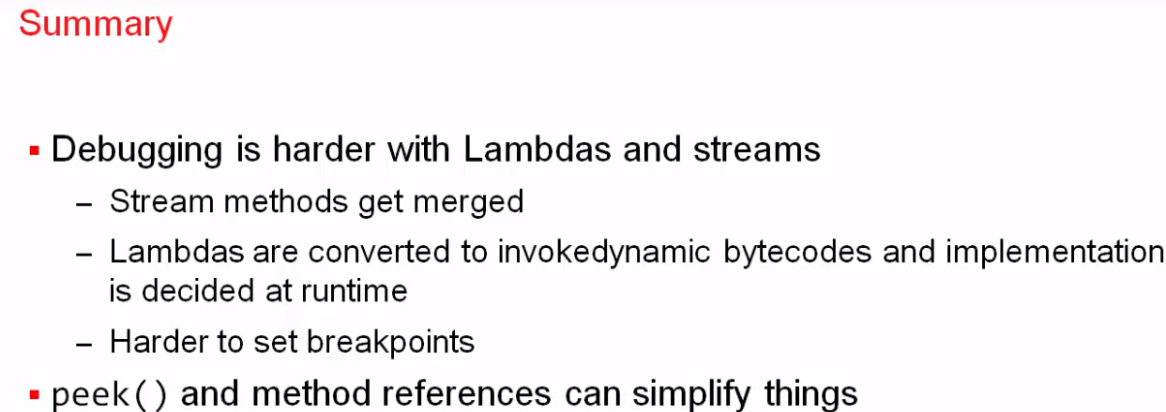 Summary
▪ Debugging is harder with Lambdas and streams
– Stream methods get merged
– Lambdas are converted to invokedynamic bytecodes and implementation
is decided at runtime
– Harder to set breakpoints
▪ peek() and method references can simplify things